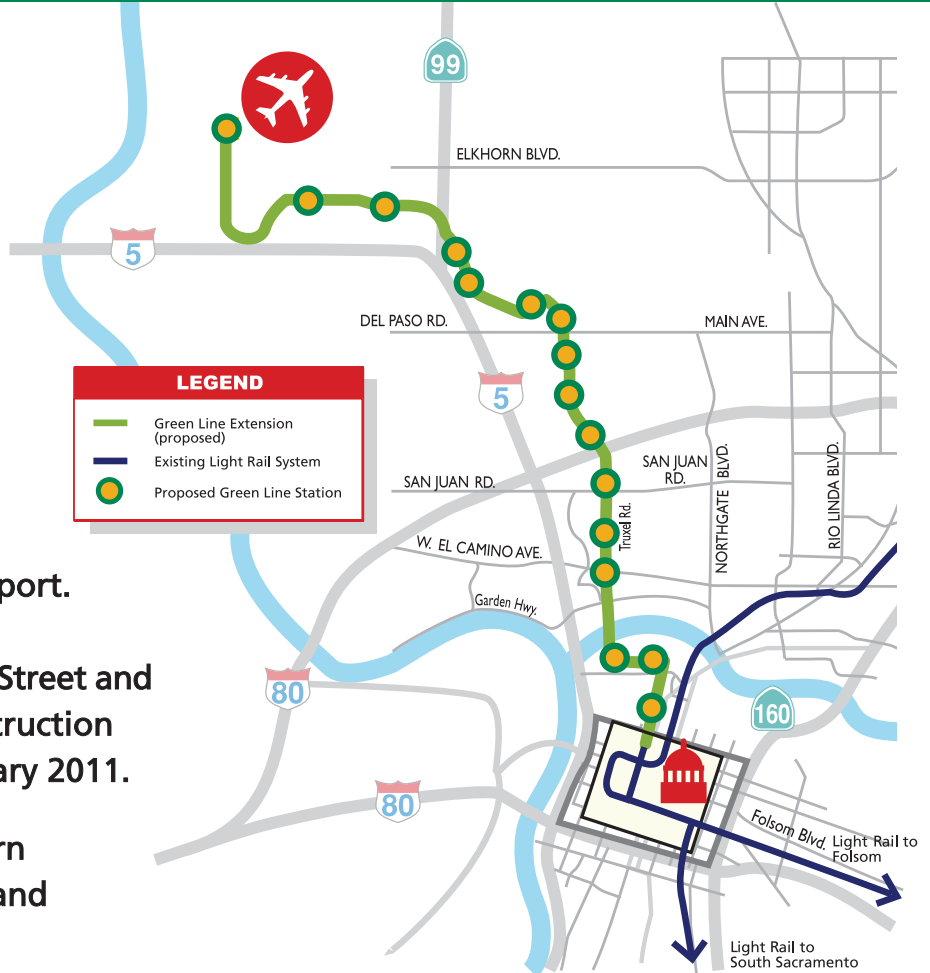 99
ELKHORN BLVD.
5
DEL PASO RD.
MAIN AVE.
LEGEND
Green Line Extension
(proposed)
Existing Light Rail System
Proposed Green Line Station
5
SAN JUAN RD.
SAN JUAN
RD.
Truxel Rd.
NORTHGATE BLVD.
RIO LINDA BLVD.
W. EL CAMINO AVE.
Garden Hwy.
port.
Street and
truction
ary 2011.
rn
and
80
160
80
Folsom Blvd.
Light Rail to
Folsom
Light Rail to
South Sacramento